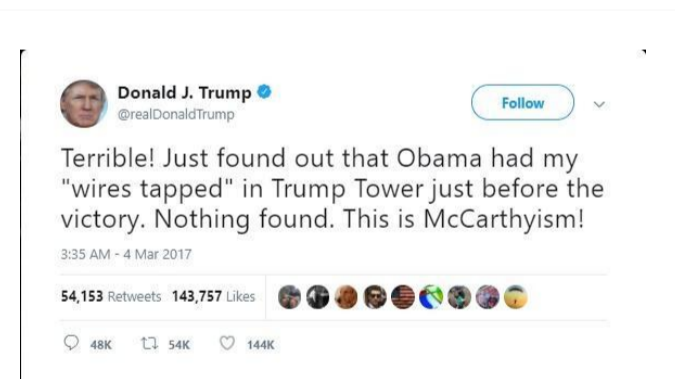 Donald J. Trump
@realDonaldTrump
Follow
Terrible! Just found out that Obama had my
"wires tapped" in Trump Tower just before the
victory. Nothing found. This is McCarthyism!
3:35 AM - 4 Mar 2017
54,153 Retweets 143,757 Likes
48K 54K 144K